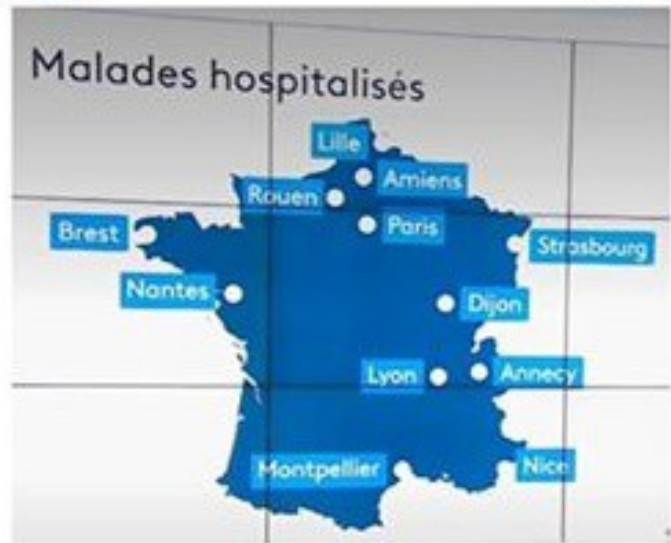 Malades hospitalisés
Lille
Amiens
Rouen
Paris
Brest
Strasbourg
Nantes
Dijon
Lyon
Annecy
Montpellier
Nice